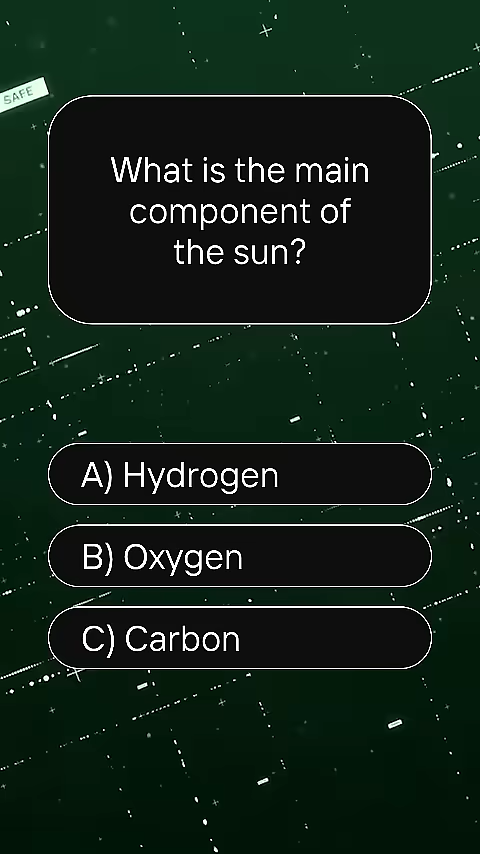 SAFE
What is the main
component of
the sun?
A) Hydrogen
B) Oxygen
C) Carbon